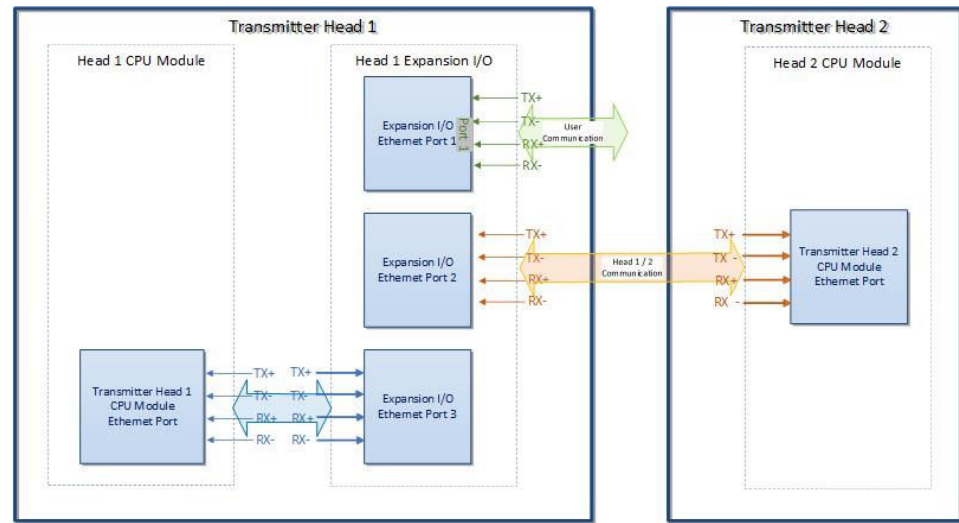 Transmitter Head 1
Transmitter Head 2
Head 1 CPU Module
Head 1 Expansion I/O
Head 2 CPU Module
Expansion I/O
Ethernet Port 1
Port 1
TX+
TX-
RX+
RX-
User
Communication
Expansion I/O
Ethernet Port 2
TX+
TX-
RX+
RX-
Head 1 / 2
Communication
TX+
TX -
RX+
RX -
Transmitter Head 2
CPU Module
Ethernet Port
Transmitter Head 1
CPU Module
Ethernet Port
TX+ TX+
TX- TX-
RX+ RX+
RX- RX-
Expansion I/O
Ethernet Port 3